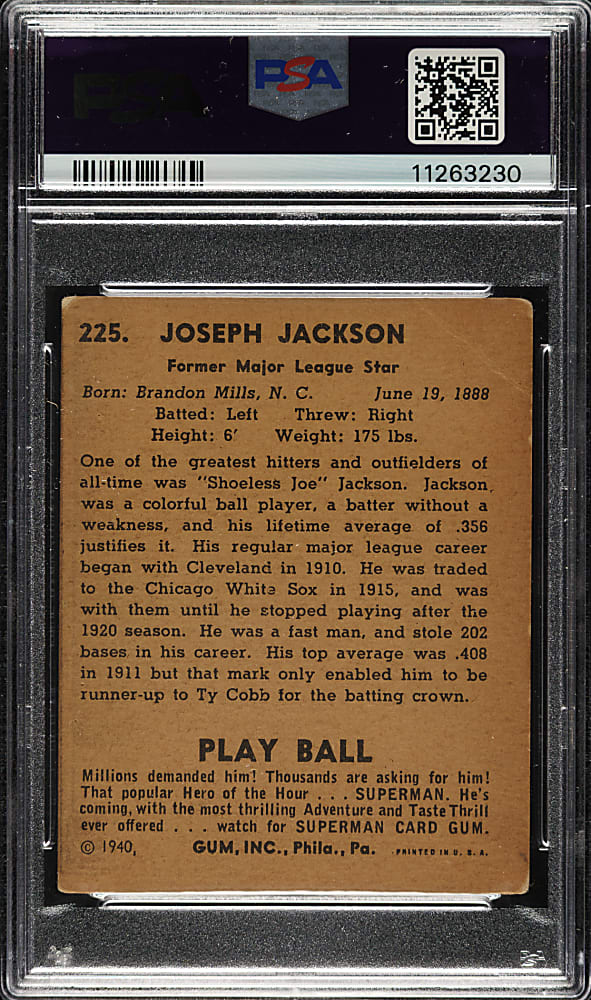 PSA
PSA
11263230
225. JOSEPH JACKSON
Former Major League Star
Born: Brandon Mills, N. C. June 19, 1888
Batted: Left Threw: Right
Height: 6' Weight: 175 lbs.
One of the greatest hitters and outfielders of
all-time was "Shoeless Joe" Jackson. Jackson
was a colorful ball player, a batter without a
weakness, and his lifetime average of .356
justifies it. His regular major league career
began with Cleveland in 1910. He was traded
to the Chicago White Sox in 1915, and was
with them until he stopped playing after the
1920 season. He was a fast man, and stole 202
bases in his career. His top average was .408
in 1911 but that mark only enabled him to be
runner-up to Ty Cobb for the batting crown.
PLAY BALL
Millions demanded him! Thousands are asking for him!
That popular Hero of the Hour . . . SUPERMAN. He's
coming, with the most thrilling Adventure and Taste Thrill
ever offered . . . watch for SUPERMAN CARD GUM.
© 1940, GUM, INC., Phila., Pa. PRINTED IN U. S. A.